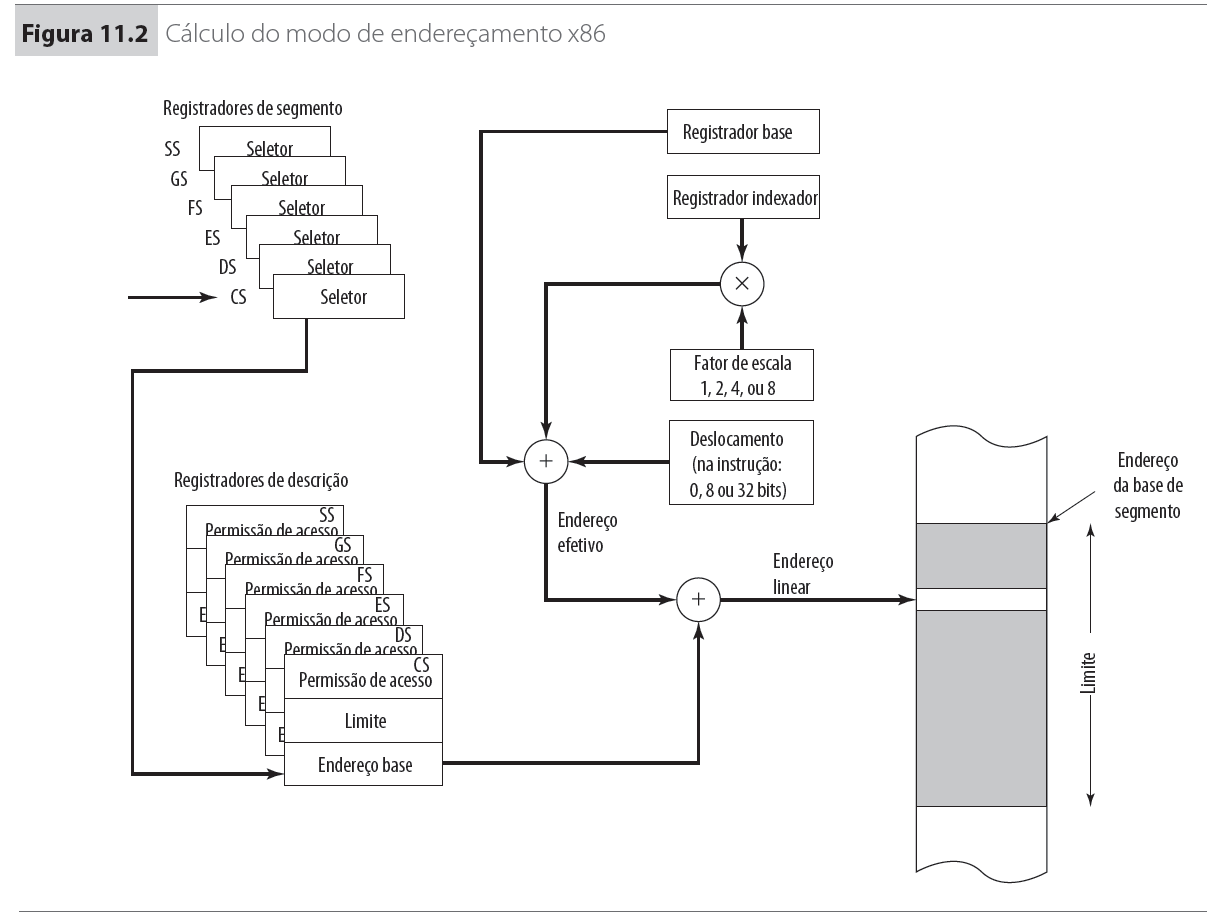 Figura 11.2 Cálculo do modo de endereçamento x86
Registradores de segmento
SS Seletor
GS Seletor
FS Seletor
ES Seletor
DS Seletor
CS Seletor
Registrador base
Registrador indexador
×
Fator de escala
1, 2, 4, ou 8
Deslocamento
(na instrução:
0, 8 ou 32 bits)
+
Endereço
efetivo
+
Endereço
linear
Endereço
da base de
segmento
Limite
Registradores de descrição
SS
Permissão de acesso
E
GS
Permissão de acesso
E
FS
Permissão de acesso
E
ES
Permissão de acesso
E
DS
Permissão de acesso
E
CS
Permissão de acesso
Limite
Endereço base